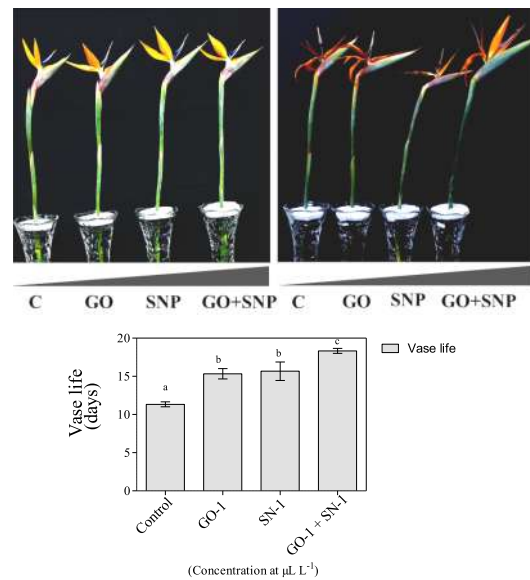 C GO SNP GO+SNP
C GO SNP GO+SNP
20
15
10
5
0
Vase life
(days)
a
b
b
c
Vase life
Control
GO-1
SN-1
GO-1 + SN-1
(Concentration at μL L⁻¹)